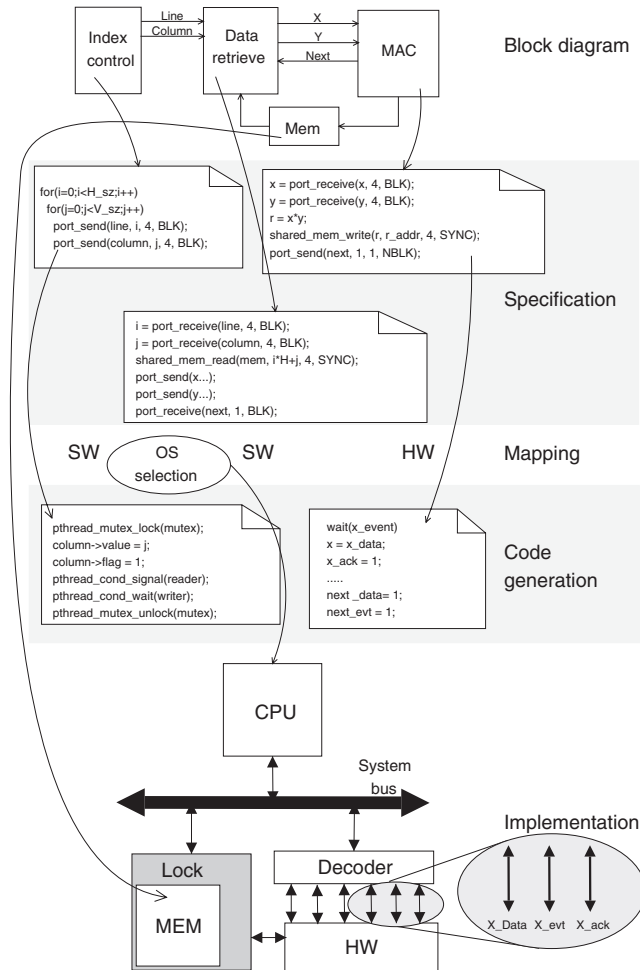 Index
control
Line
Column
Data
retrieve
X
Y
Next
MAC
Block diagram
Mem
for(i=0;i<H_sz;i++)
for(j=0;j<V_sz;j++)
port_send(line, i, 4, BLK);
port_send(column, j, 4, BLK);
x = port_receive(x, 4, BLK);
y = port_receive(y, 4, BLK);
r = x*y;
shared_mem_write(r, r_addr, 4, SYNC);
port_send(next, 1, 1, NBLK);
Specification
i = port_receive(line, 4, BLK);
j = port_receive(column, 4, BLK);
shared_mem_read(mem, i*H+j, 4, SYNC);
port_send(x...);
port_send(y...);
port_receive(next, 1, BLK);
SW
OS
selection
SW
HW
Mapping
pthread_mutex_lock(mutex);
column->value = j;
column->flag = 1;
pthread_cond_signal(reader);
pthread_cond_wait(writer);
pthread_mutex_unlock(mutex);
wait(x_event)
x = x_data;
x_ack = 1;
.....
next _data= 1;
next_evt = 1;
Code
generation
CPU
System
bus
Implementation
Lock
MEM
Decoder
HW
X_Data
X_evt
X_ack